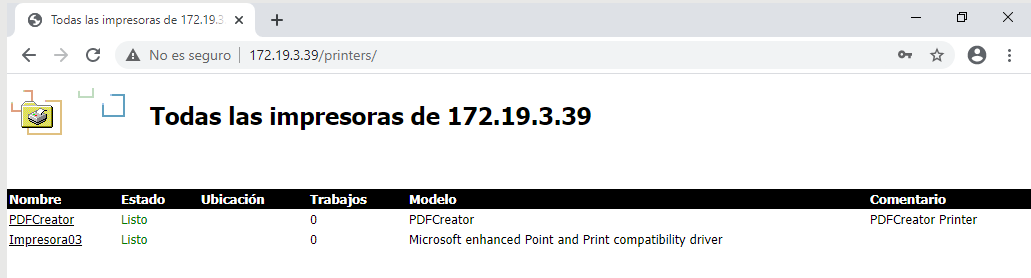 Todas las impresoras de 172.19.3
No es seguro 172.19.3.39/printers/
Todas las impresoras de 172.19.3.39
Nombre Estado Ubicación Trabajos Modelo Comentario
PDFCreator Listo 0 PDFCreator PDFCreator Printer
Impresora03 Listo 0 Microsoft enhanced Point and Print compatibility driver